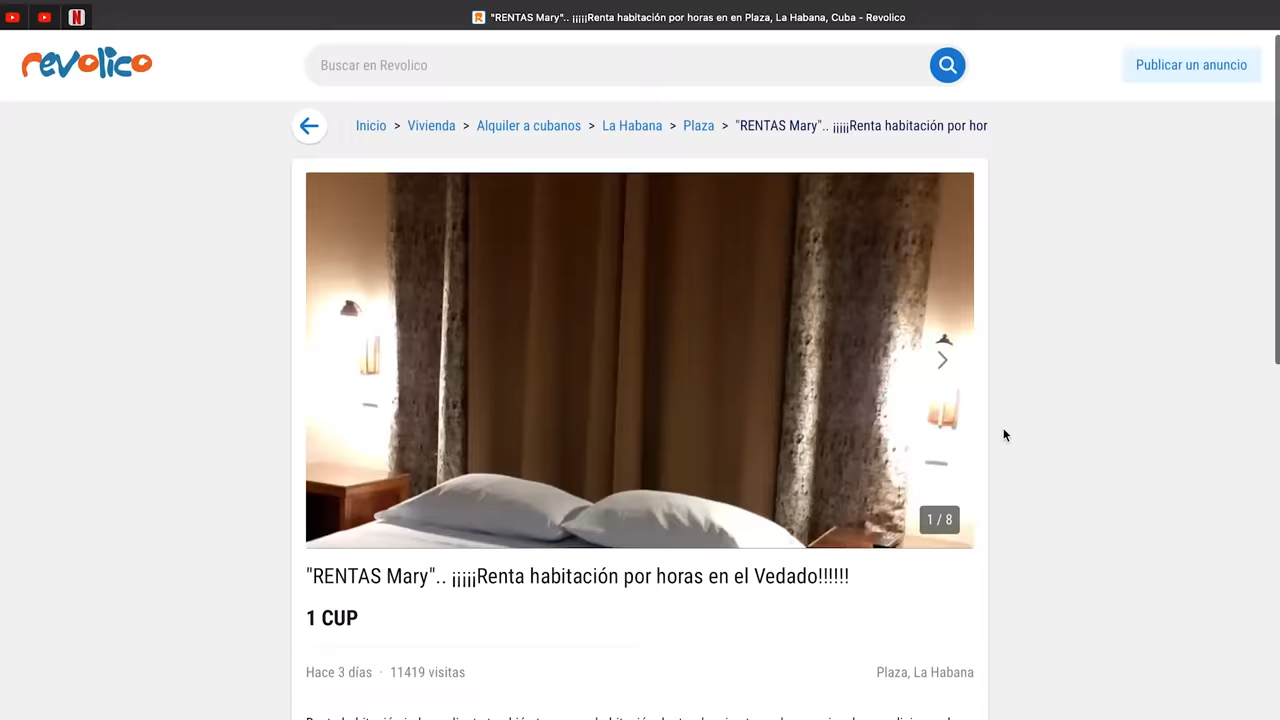 "RENTAS Mary".. ¡¡¡¡¡Renta habitación por horas en en Plaza, La Habana, Cuba - Revolico
revolico
Buscar en Revolico
Publicar un anuncio
Inicio > Vivienda > Alquiler a cubanos > La Habana > Plaza > "RENTAS Mary".. ¡¡¡¡¡Renta habitación por hor
1 / 8
"RENTAS Mary".. ¡¡¡¡¡Renta habitación por horas en el Vedado!!!!!!
1 CUP
Hace 3 días · 11419 visitas
Plaza, La Habana